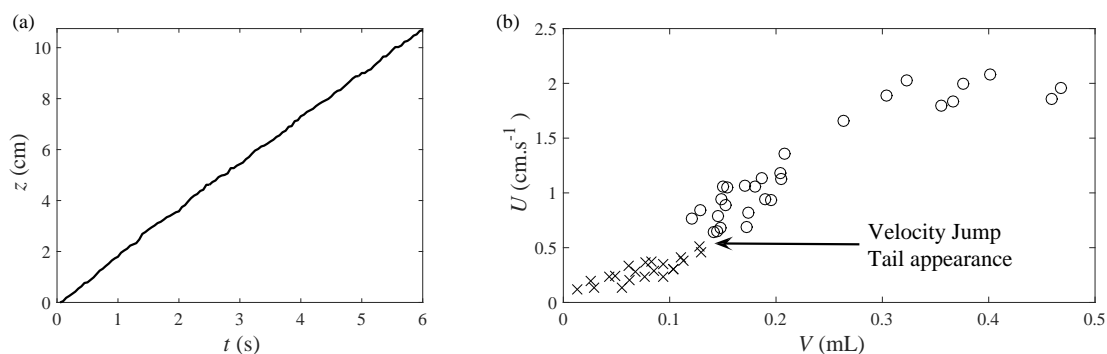 (a)
10
8
6
4
2
0
z (cm)
0 1 2 3 4 5 6
t (s)
(b)
2.5
2
1.5
1
0.5
0
U (cm.s⁻¹)
Velocity Jump
Tail appearance
0 0.1 0.2 0.3 0.4 0.5
V (mL)